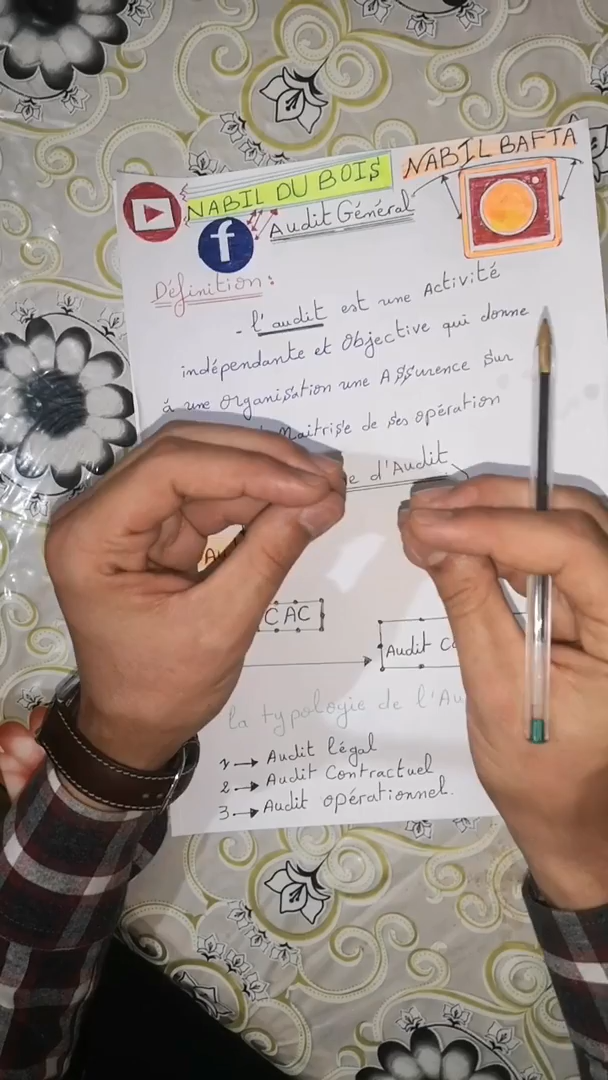 NABIL DU BOIS
NABIL BAFTA
f
Audit Général
Définition :
- l'audit est une Activité
indépendante et Objective qui donne
à une Organisation une Assurence sur
Maitrise de ses opération
d'Audit
CAC
Audit
la typologie de l'Au
1 → Audit légal
2 → Audit Contractuel
3 → Audit opérationnel.